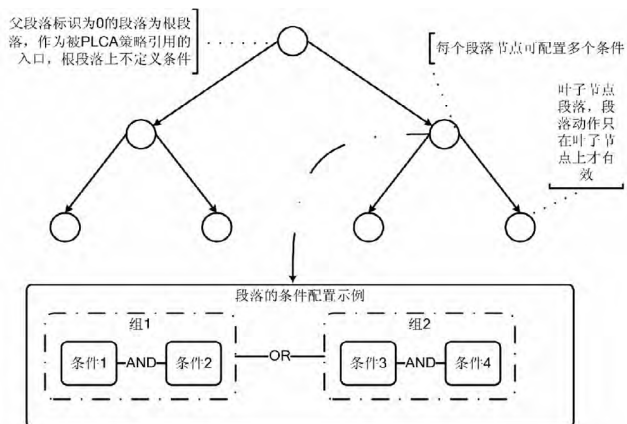 父段落标识为0的段落为根段
落，作为被PLCA策略引用的
入口，根段落上不定义条件
每个段落节点可配置多个条件
叶子节点
段落，段
落动作只
在叶子节
点上才有
效
段落的条件配置示例
组1
组2
条件1
AND
条件2
OR
条件3
AND
条件4